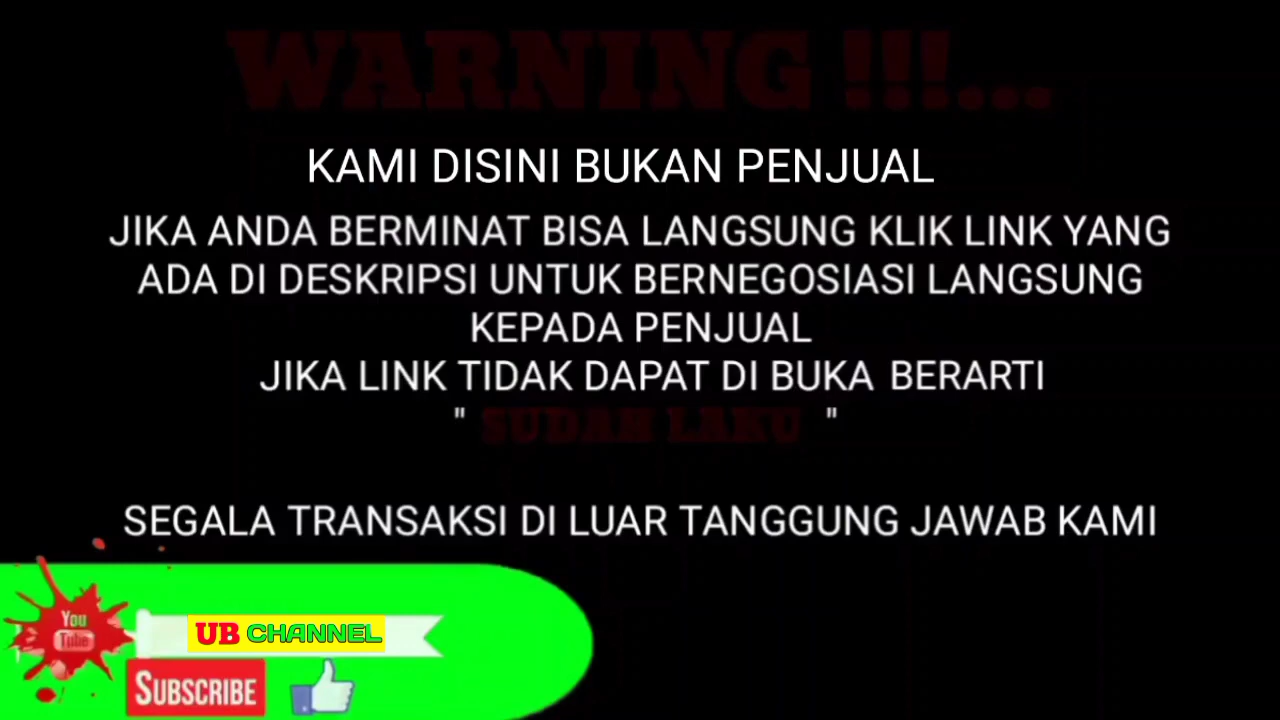 WARNING !!!...
KAMI DISINI BUKAN PENJUAL
JIKA ANDA BERMINAT BISA LANGSUNG KLIK LINK YANG
ADA DI DESKRIPSI UNTUK BERNEGOSIASI LANGSUNG
KEPADA PENJUAL
JIKA LINK TIDAK DAPAT DI BUKA BERARTI
" SUDAH LAKU "
SEGALA TRANSAKSI DI LUAR TANGGUNG JAWAB KAMI
You
Tube
UB CHANNEL
SUBSCRIBE